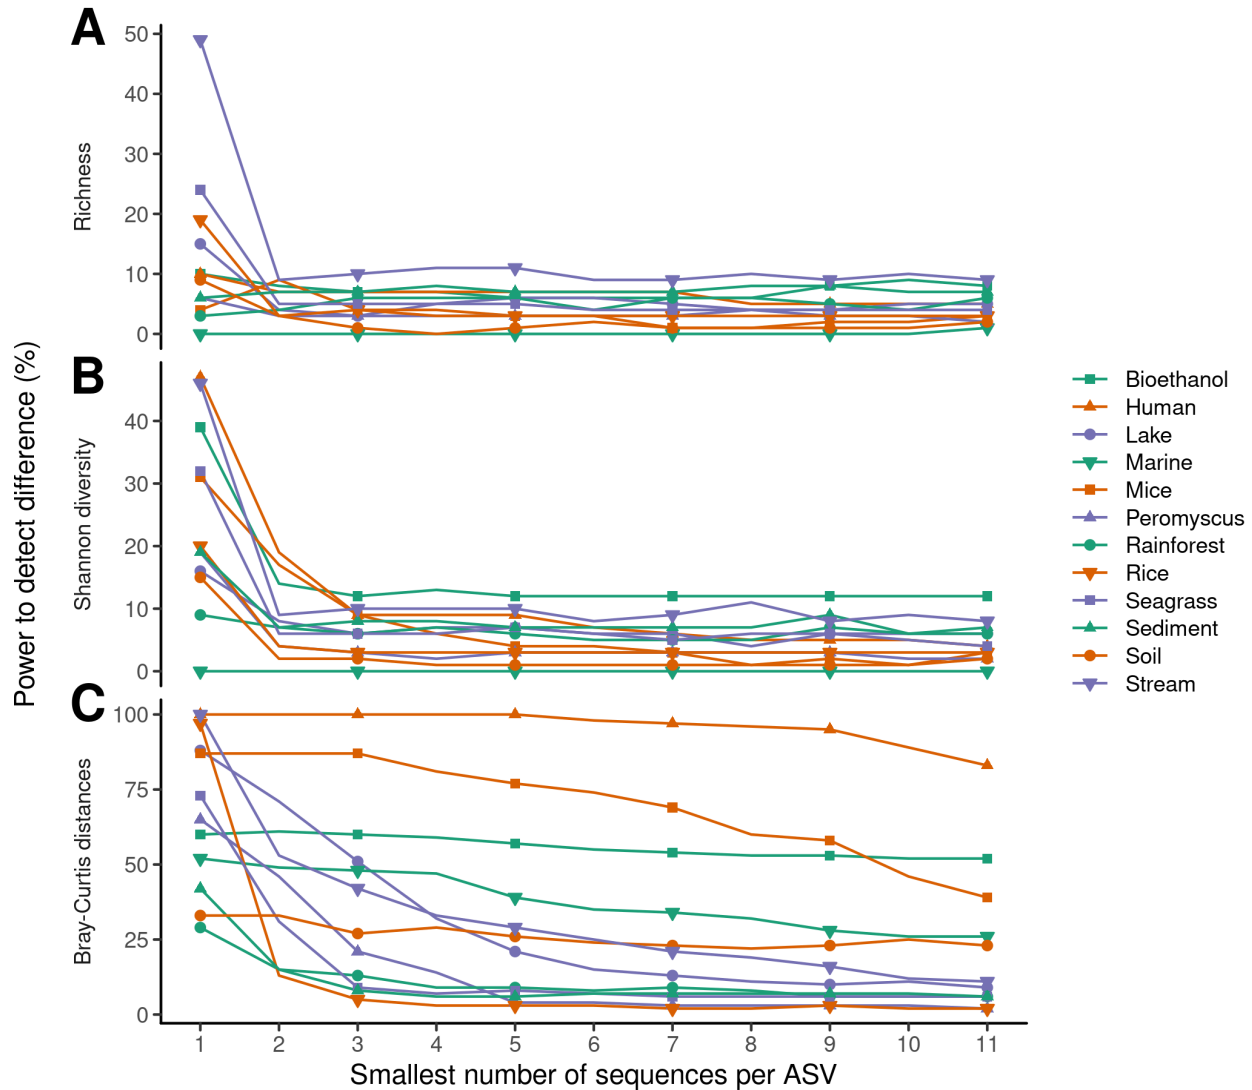 A
50
40
30
20
10
0
Richness
B
40
30
20
10
0
Shannon diversity
C
100
75
50
25
0
Bray-Curtis distances
Power to detect difference (%)
1 2 3 4 5 6 7 8 9 10 11
Smallest number of sequences per ASV
Bioethanol
Human
Lake
Marine
Mice
Peromyscus
Rainforest
Rice
Seagrass
Sediment
Soil
Stream